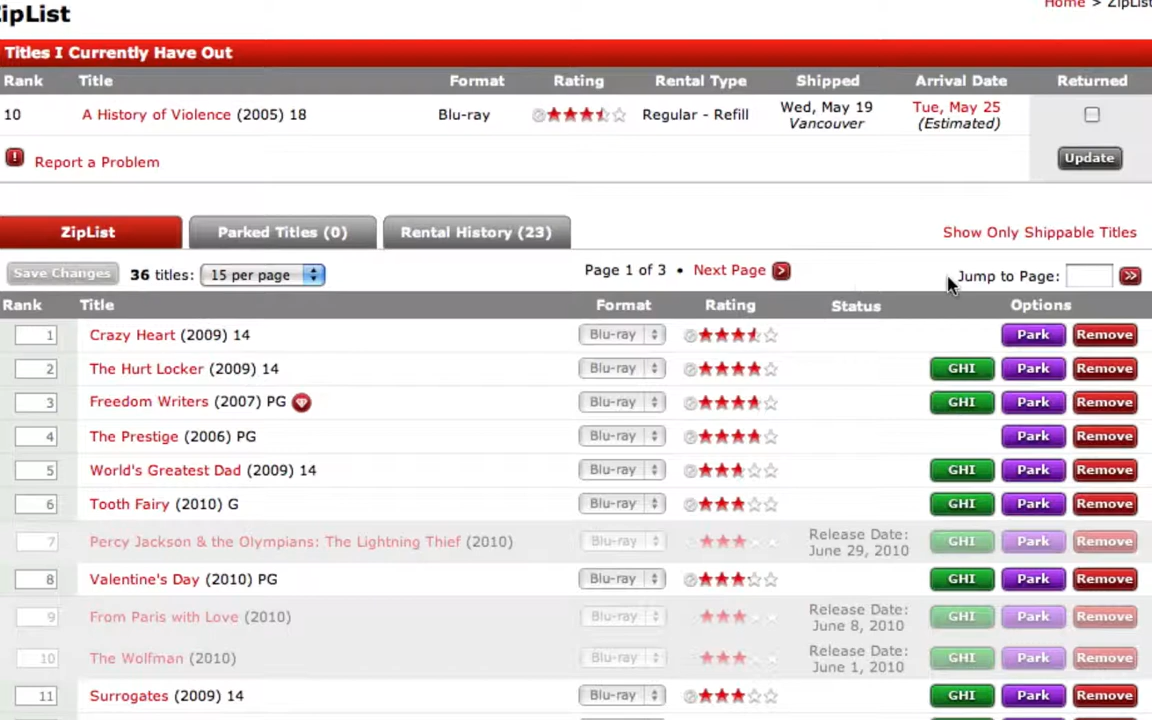 ZipList
Home > ZipList
Titles I Currently Have Out
Rank Title Format Rating Rental Type Shipped Arrival Date Returned
10 A History of Violence (2005) 18 Blu-ray Regular - Refill Wed, May 19 Tue, May 25
Vancouver (Estimated)
! Report a Problem Update
ZipList Parked Titles (0) Rental History (23) Show Only Shippable Titles
Save Changes 36 titles: 15 per page Page 1 of 3 • Next Page > Jump to Page: >>
Rank Title Format Rating Status Options
1 Crazy Heart (2009) 14 Blu-ray Park Remove
2 The Hurt Locker (2009) 14 Blu-ray GHI Park Remove
3 Freedom Writers (2007) PG Blu-ray GHI Park Remove
4 The Prestige (2006) PG Blu-ray Park Remove
5 World's Greatest Dad (2009) 14 Blu-ray GHI Park Remove
6 Tooth Fairy (2010) G Blu-ray GHI Park Remove
7 Percy Jackson & the Olympians: The Lightning Thief (2010) Blu-ray Release Date: GHI Park Remove
June 29, 2010
8 Valentine's Day (2010) PG Blu-ray GHI Park Remove
9 From Paris with Love (2010) Blu-ray Release Date: GHI Park Remove
June 8, 2010
10 The Wolfman (2010) Blu-ray Release Date: GHI Park Remove
June 1, 2010
11 Surrogates (2009) 14 Blu-ray GHI Park Remove